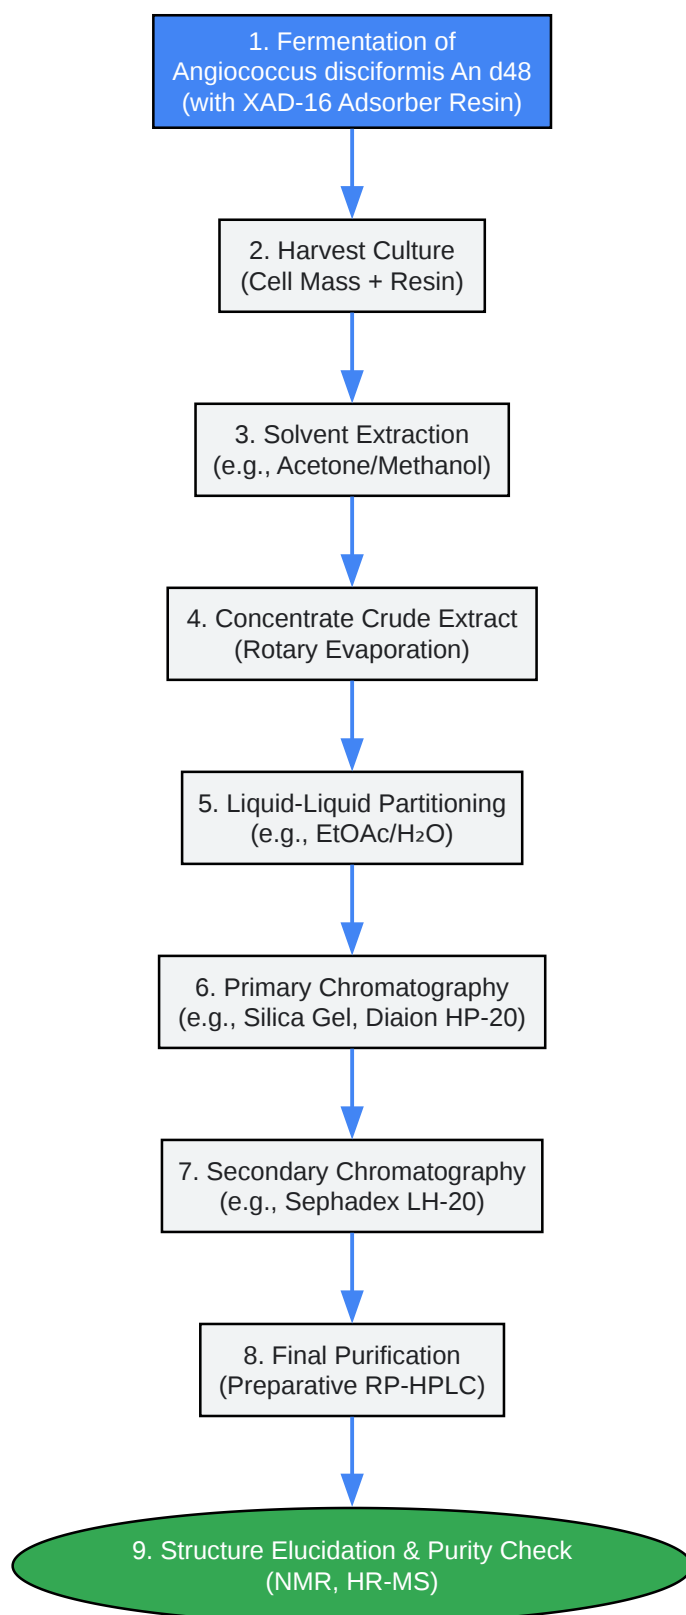 1. Fermentation of
Angiococcus disciformis An d48
(with XAD-16 Adsorber Resin)
2. Harvest Culture
(Cell Mass + Resin)
3. Solvent Extraction
(e.g., Acetone/Methanol)
4. Concentrate Crude Extract
(Rotary Evaporation)
5. Liquid-Liquid Partitioning
(e.g., EtOAc/H₂O)
6. Primary Chromatography
(e.g., Silica Gel, Diaion HP-20)
7. Secondary Chromatography
(e.g., Sephadex LH-20)
8. Final Purification
(Preparative RP-HPLC)
9. Structure Elucidation & Purity Check
(NMR, HR-MS)